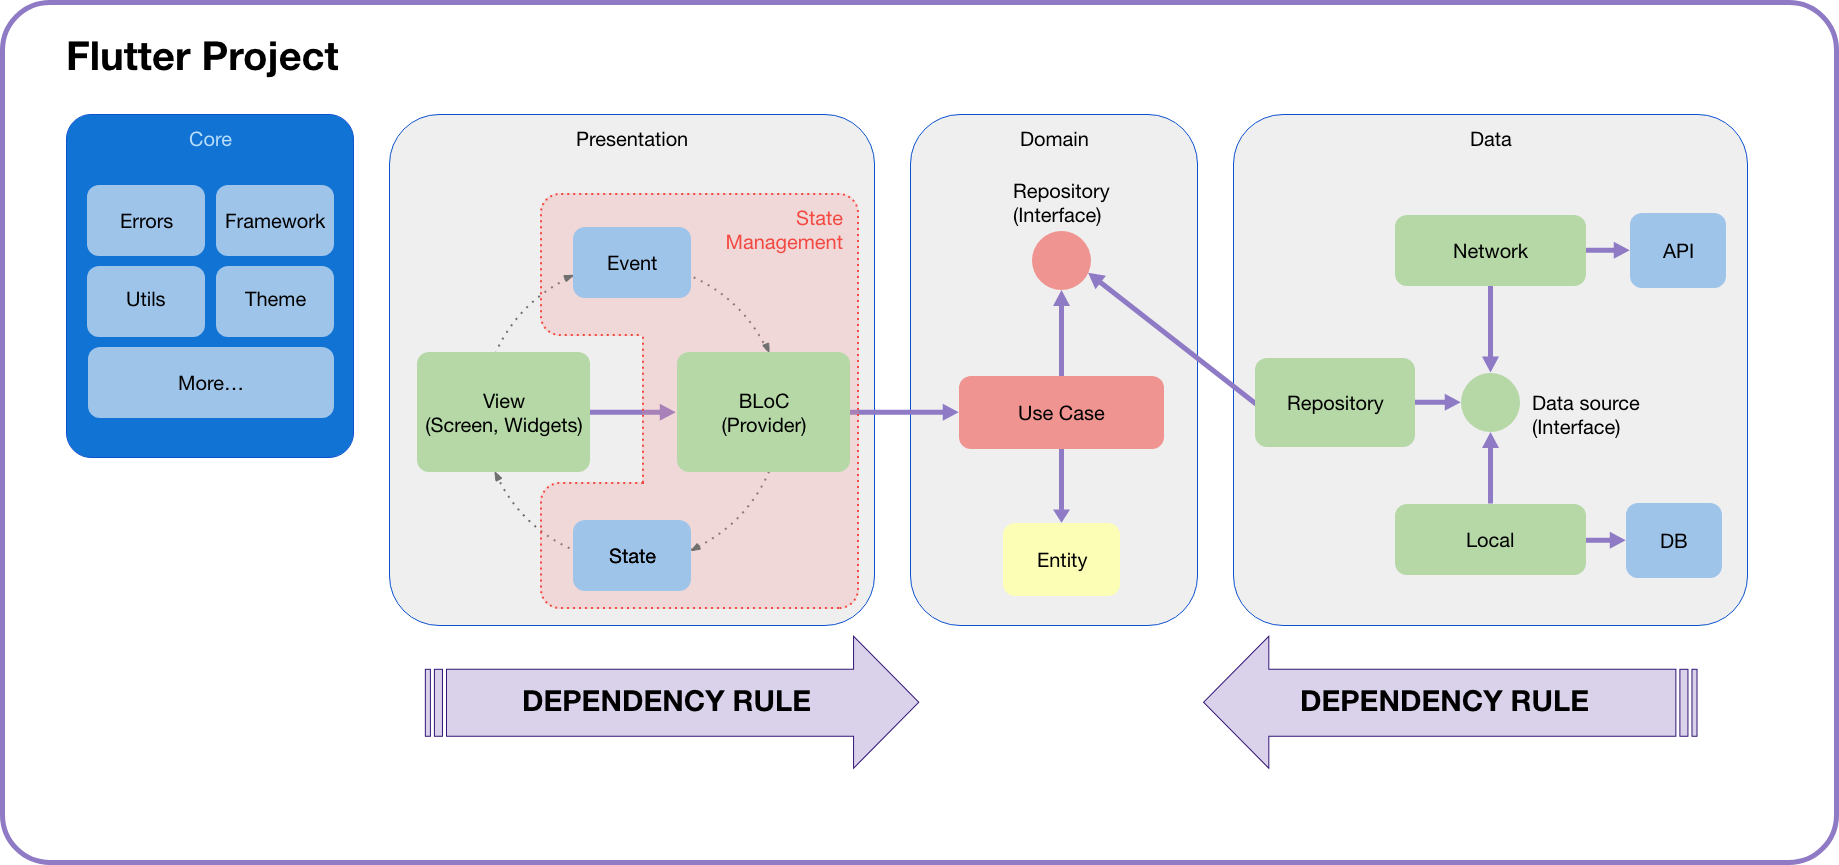 Flutter Project
Core
Errors
Framework
Utils
Theme
More...
Presentation
State
Management
Event
View
(Screen, Widgets)
BLoC
(Provider)
State
Domain
Repository
(Interface)
Use Case
Entity
Data
Network
API
Repository
Data source
(Interface)
Local
DB
DEPENDENCY RULE
DEPENDENCY RULE